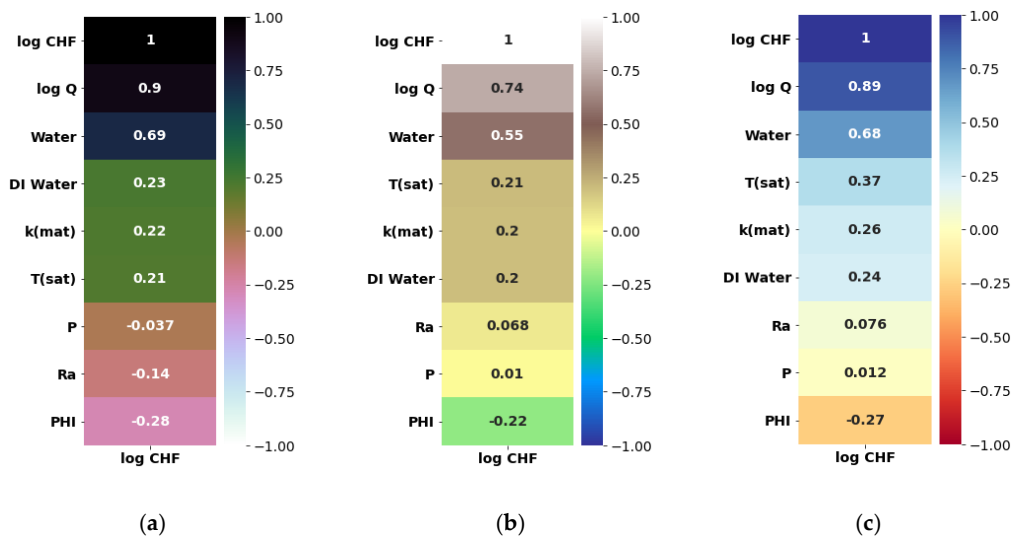 log CHF
log Q
Water
DI Water
k(mat)
T(sat)
P
Ra
PHI
1
0.9
0.69
0.23
0.22
0.21
-0.037
-0.14
-0.28
log CHF
1.00
0.75
0.50
0.25
0.00
−0.25
−0.50
−0.75
−1.00
(a)
log CHF
log Q
Water
T(sat)
k(mat)
DI Water
Ra
P
PHI
1
0.74
0.55
0.21
0.2
0.2
0.068
0.01
-0.22
log CHF
1.00
0.75
0.50
0.25
0.00
−0.25
−0.50
−0.75
−1.00
(b)
log CHF
log Q
Water
T(sat)
k(mat)
DI Water
Ra
P
PHI
1
0.89
0.68
0.37
0.26
0.24
0.076
0.012
-0.27
log CHF
1.00
0.75
0.50
0.25
0.00
−0.25
−0.50
−0.75
−1.00
(c)